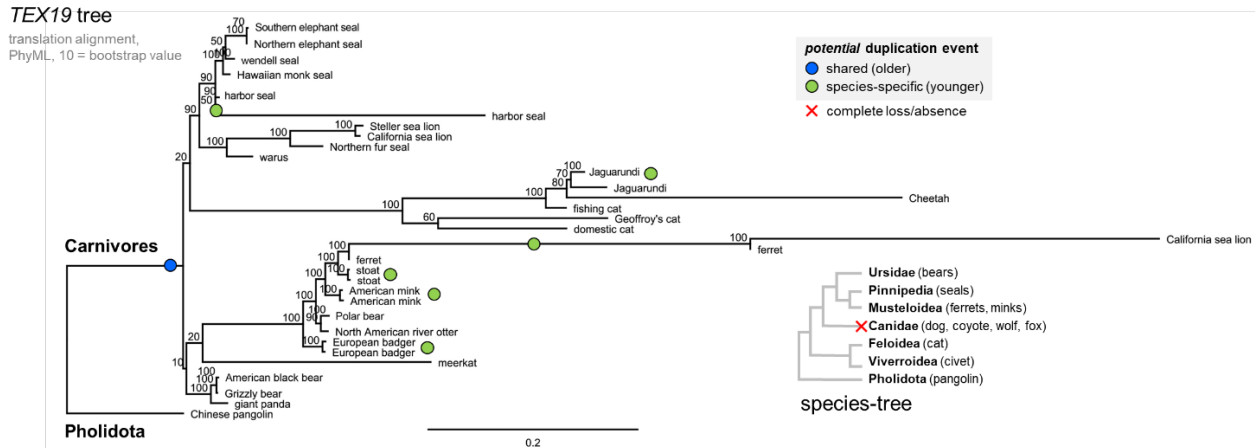 TEX19 tree
translation alignment,
PhyML, 10 = bootstrap value
potential duplication event
shared (older)
species-specific (younger)
complete loss/absence
70
100
Southern elephant seal
Northern elephant seal
50
wendell seal
Hawaiian monk seal
90
90
harbor seal
50
harbor seal
90
100
Steller sea lion
California sea lion
100
Northern fur seal
100
warus
20
100
Jaguarundi
70
Jaguarundi
80
100
Cheetah
fishing cat
100
60
Geoffroy's cat
domestic cat
100
California sea lion
ferret
Carnivores
100
ferret
100
stoat
stoat
100
100
American mink
American mink
100
100
90
Polar bear
North American river otter
100
European badger
European badger
20
meerkat
10
100
American black bear
100
Grizzly bear
giant panda
Chinese pangolin
Pholidota
0.2
Ursidae (bears)
Pinnipedia (seals)
Musteloidea (ferrets, minks)
Canidae (dog, coyote, wolf, fox)
Feloidea (cat)
Viverroidea (civet)
Pholidota (pangolin)
species-tree